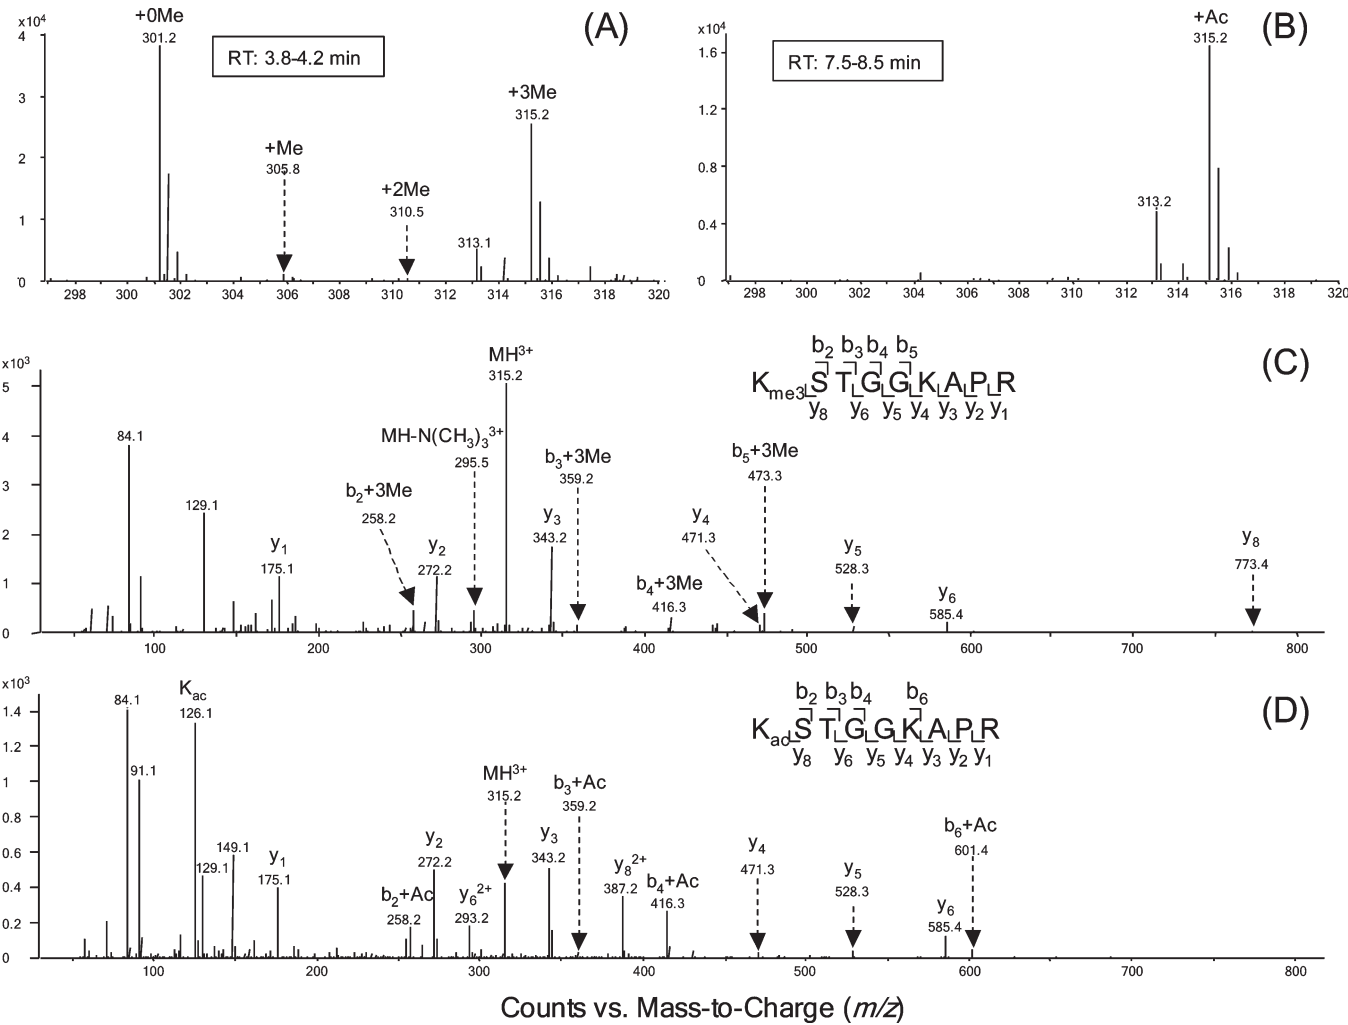 x10⁴
+0Me
301.2
(A)
RT: 3.8-4.2 min
+3Me
315.2
+Me
305.8
+2Me
310.5
313.1
4
3
2
1
0
298 300 302 304 306 308 310 312 314 316 318 320
x10⁴
+Ac
315.2
(B)
RT: 7.5-8.5 min
313.2
1.6
1.2
0.8
0.4
0
298 300 302 304 306 308 310 312 314 316 318 320
x10³
MH³⁺
315.2
b₂ b₃ b₄ b₅
Kme3STGGKAPR
y₈ y₆ y₅ y₄ y₃ y₂ y₁
(C)
84.1
MH-N(CH₃)₃³⁺
295.5
b₃+3Me
359.2
b₅+3Me
473.3
129.1
b₂+3Me
258.2
y₁
175.1
y₂
272.2
y₃
343.2
y₄
471.3
b₄+3Me
416.3
y₅
528.3
y₆
585.4
y₈
773.4
5
4
3
2
1
0
100 200 300 400 500 600 700 800
x10³
84.1
Kac
126.1
b₂ b₃ b₄ b₆
KacSTGGKAPR
y₈ y₆ y₅ y₄ y₃ y₂ y₁
(D)
91.1
MH³⁺
315.2
b₃+Ac
359.2
129.1
149.1
y₁
175.1
b₂+Ac
258.2
y₂
272.2
y₆²⁺
293.2
y₃
343.2
y₈²⁺
387.2
b₄+Ac
416.3
y₄
471.3
y₅
528.3
y₆
585.4
b₆+Ac
601.4
1.4
1.2
1
0.8
0.6
0.4
0.2
0
100 200 300 400 500 600 700 800
Counts vs. Mass-to-Charge (m/z)